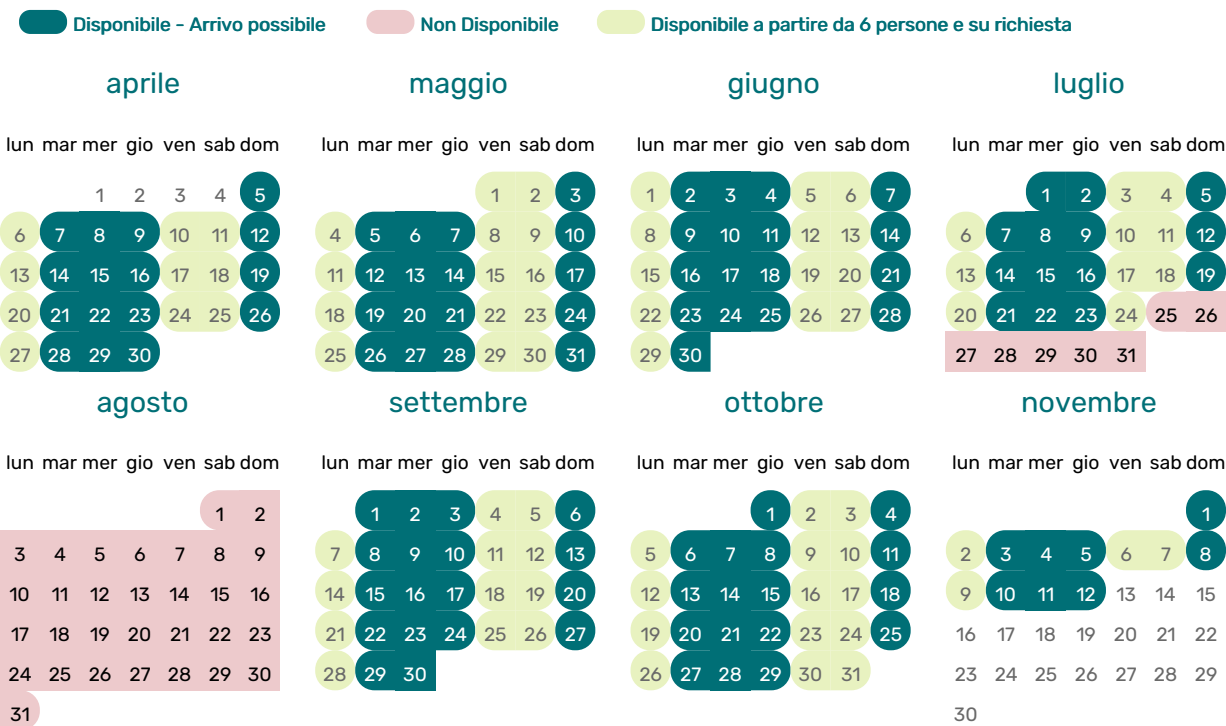 Disponibile - Arrivo possibile Non Disponibile Disponibile a partire da 6 persone e su richiesta
aprile maggio giugno luglio
lun mar mer gio ven sab dom lun mar mer gio ven sab dom lun mar mer gio ven sab dom lun mar mer gio ven sab dom
1 2 3 4 5 1 2 3 1 2 3 4 5 6 7 1 2 3 4 5
6 7 8 9 10 11 12 4 5 6 7 8 9 10 8 9 10 11 12 13 14 6 7 8 9 10 11 12
13 14 15 16 17 18 19 11 12 13 14 15 16 17 15 16 17 18 19 20 21 13 14 15 16 17 18 19
20 21 22 23 24 25 26 18 19 20 21 22 23 24 22 23 24 25 26 27 28 20 21 22 23 24 25 26
27 28 29 30 25 26 27 28 29 30 31 29 30 27 28 29 30 31
agosto settembre ottobre novembre
lun mar mer gio ven sab dom lun mar mer gio ven sab dom lun mar mer gio ven sab dom lun mar mer gio ven sab dom
1 2 1 2 3 4 5 6 1 2 3 4 1
3 4 5 6 7 8 9 7 8 9 10 11 12 13 5 6 7 8 9 10 11 2 3 4 5 6 7 8
10 11 12 13 14 15 16 14 15 16 17 18 19 20 12 13 14 15 16 17 18 9 10 11 12 13 14 15
17 18 19 20 21 22 23 21 22 23 24 25 26 27 19 20 21 22 23 24 25 16 17 18 19 20 21 22
24 25 26 27 28 29 30 28 29 30 26 27 28 29 30 31 23 24 25 26 27 28 29
31 30